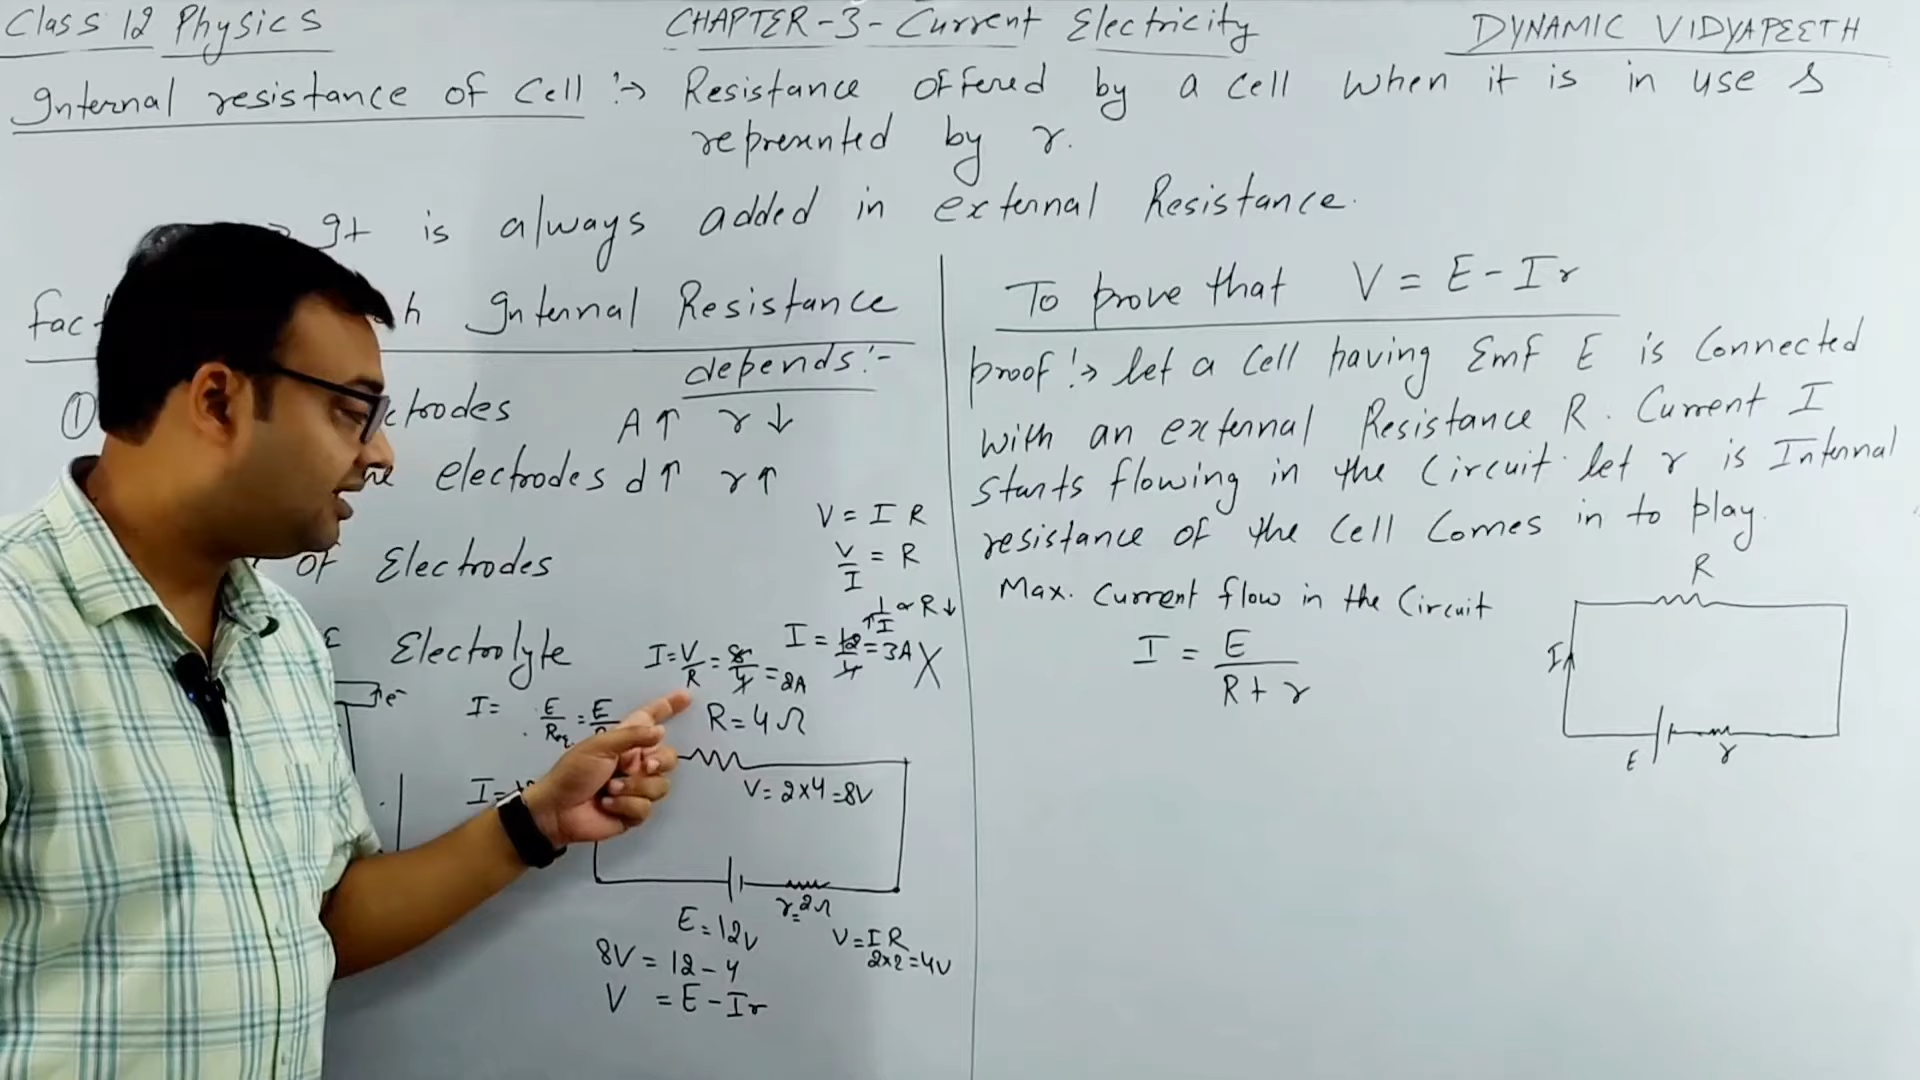 Class 12 Physics
CHAPTER-3- Current Electricity
DYNAMIC VIDYAPEETH
Internal resistance of Cell :→ Resistance offered by a cell when it is in use &
represented by r.
It is always added in external Resistance.
Internal Resistance
depends:-
A↑ r↓
electrodes d↑ r↑
of Electrodes
Electrolyte
e-
I =
E/Req. = E
I =
V = I R
V/I = R
↑ 1/I ∝ R↓
I = V/R = 8/4 = 2A
I = 12/4 = 3A X
R = 4 Ω
V = 2×4 = 8V
r = 2Ω
E = 12V
V = I R
2×2 = 4V
8V = 12 - 4
V = E - Ir
To prove that V = E - Ir
proof :→ let a Cell having Emf E is Connected
with an external Resistance R. Current I
starts flowing in the Circuit. let r is Internal
resistance of the Cell Comes in to play.
Max. Current flow in the Circuit
I = E/R + r
R
I
E
r